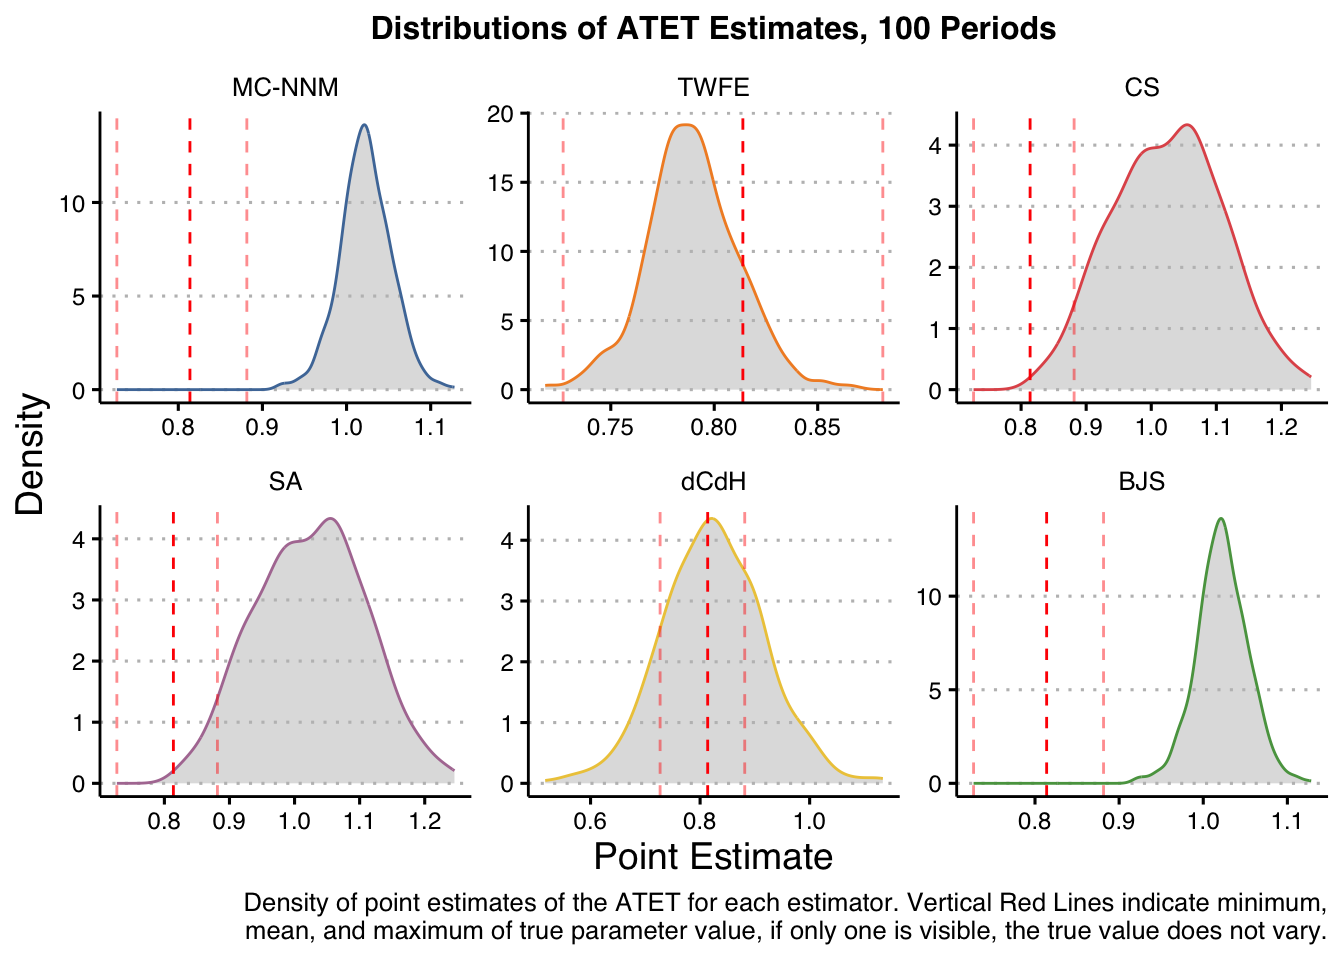 Distributions of ATET Estimates, 100 Periods
MC-NNM
TWFE
CS
10
5
0
0.8 0.9 1.0 1.1
20
15
10
5
0
0.75 0.80 0.85
4
3
2
1
0
0.8 0.9 1.0 1.1 1.2
Density
SA
dCdH
BJS
4
3
2
1
0
0.8 0.9 1.0 1.1 1.2
4
3
2
1
0
0.6 0.8 1.0
10
5
0
0.8 0.9 1.0 1.1
Point Estimate
Density of point estimates of the ATET for each estimator. Vertical Red Lines indicate minimum,
mean, and maximum of true parameter value, if only one is visible, the true value does not vary.